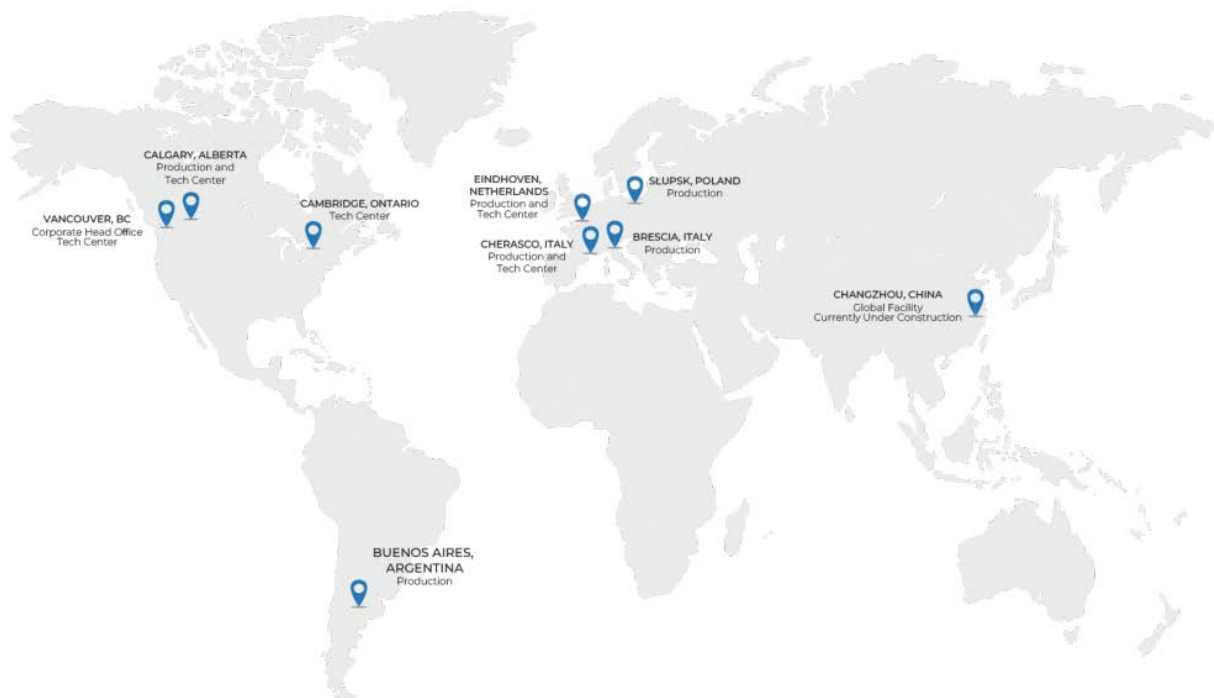 CALGARY, ALBERTA
Production and
Tech Center
VANCOUVER, BC
Corporate Head Office
Tech Center
CAMBRIDGE, ONTARIO
Tech Center
EINDHOVEN,
NETHERLANDS
Production and
Tech Center
SŁUPSK, POLAND
Production
CHERASCO, ITALY
Production and
Tech Center
BRESCIA, ITALY
Production
CHANGZHOU, CHINA
Global Facility
Currently Under Construction
BUENOS AIRES,
ARGENTINA
Production